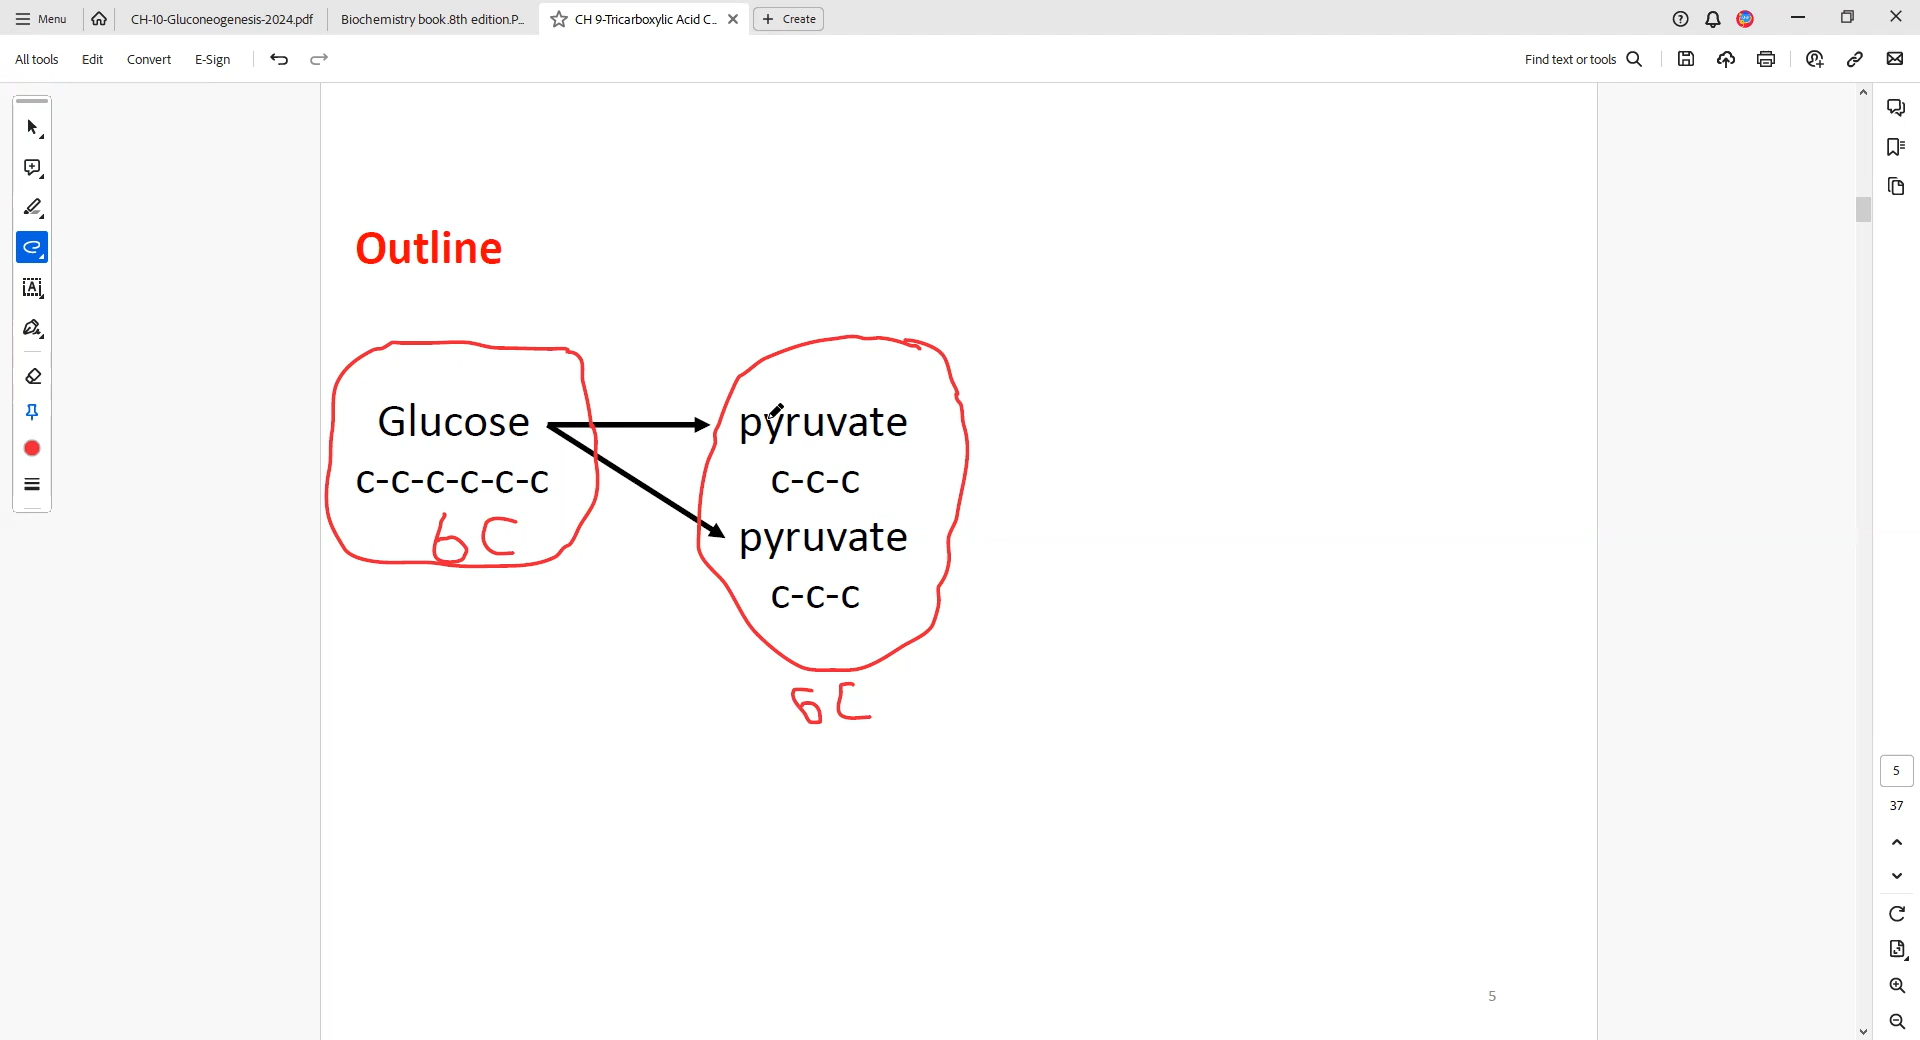 Menu CH-10-Gluconeogenesis-2024.pdf Biochemistry book.8th edition.P... CH 9-Tricarboxylic Acid C... Create
All tools Edit Convert E-Sign Find text or tools
Outline
Glucose pyruvate
c-c-c-c-c-c c-c-c
6C pyruvate
c-c-c
6C
5
37
5